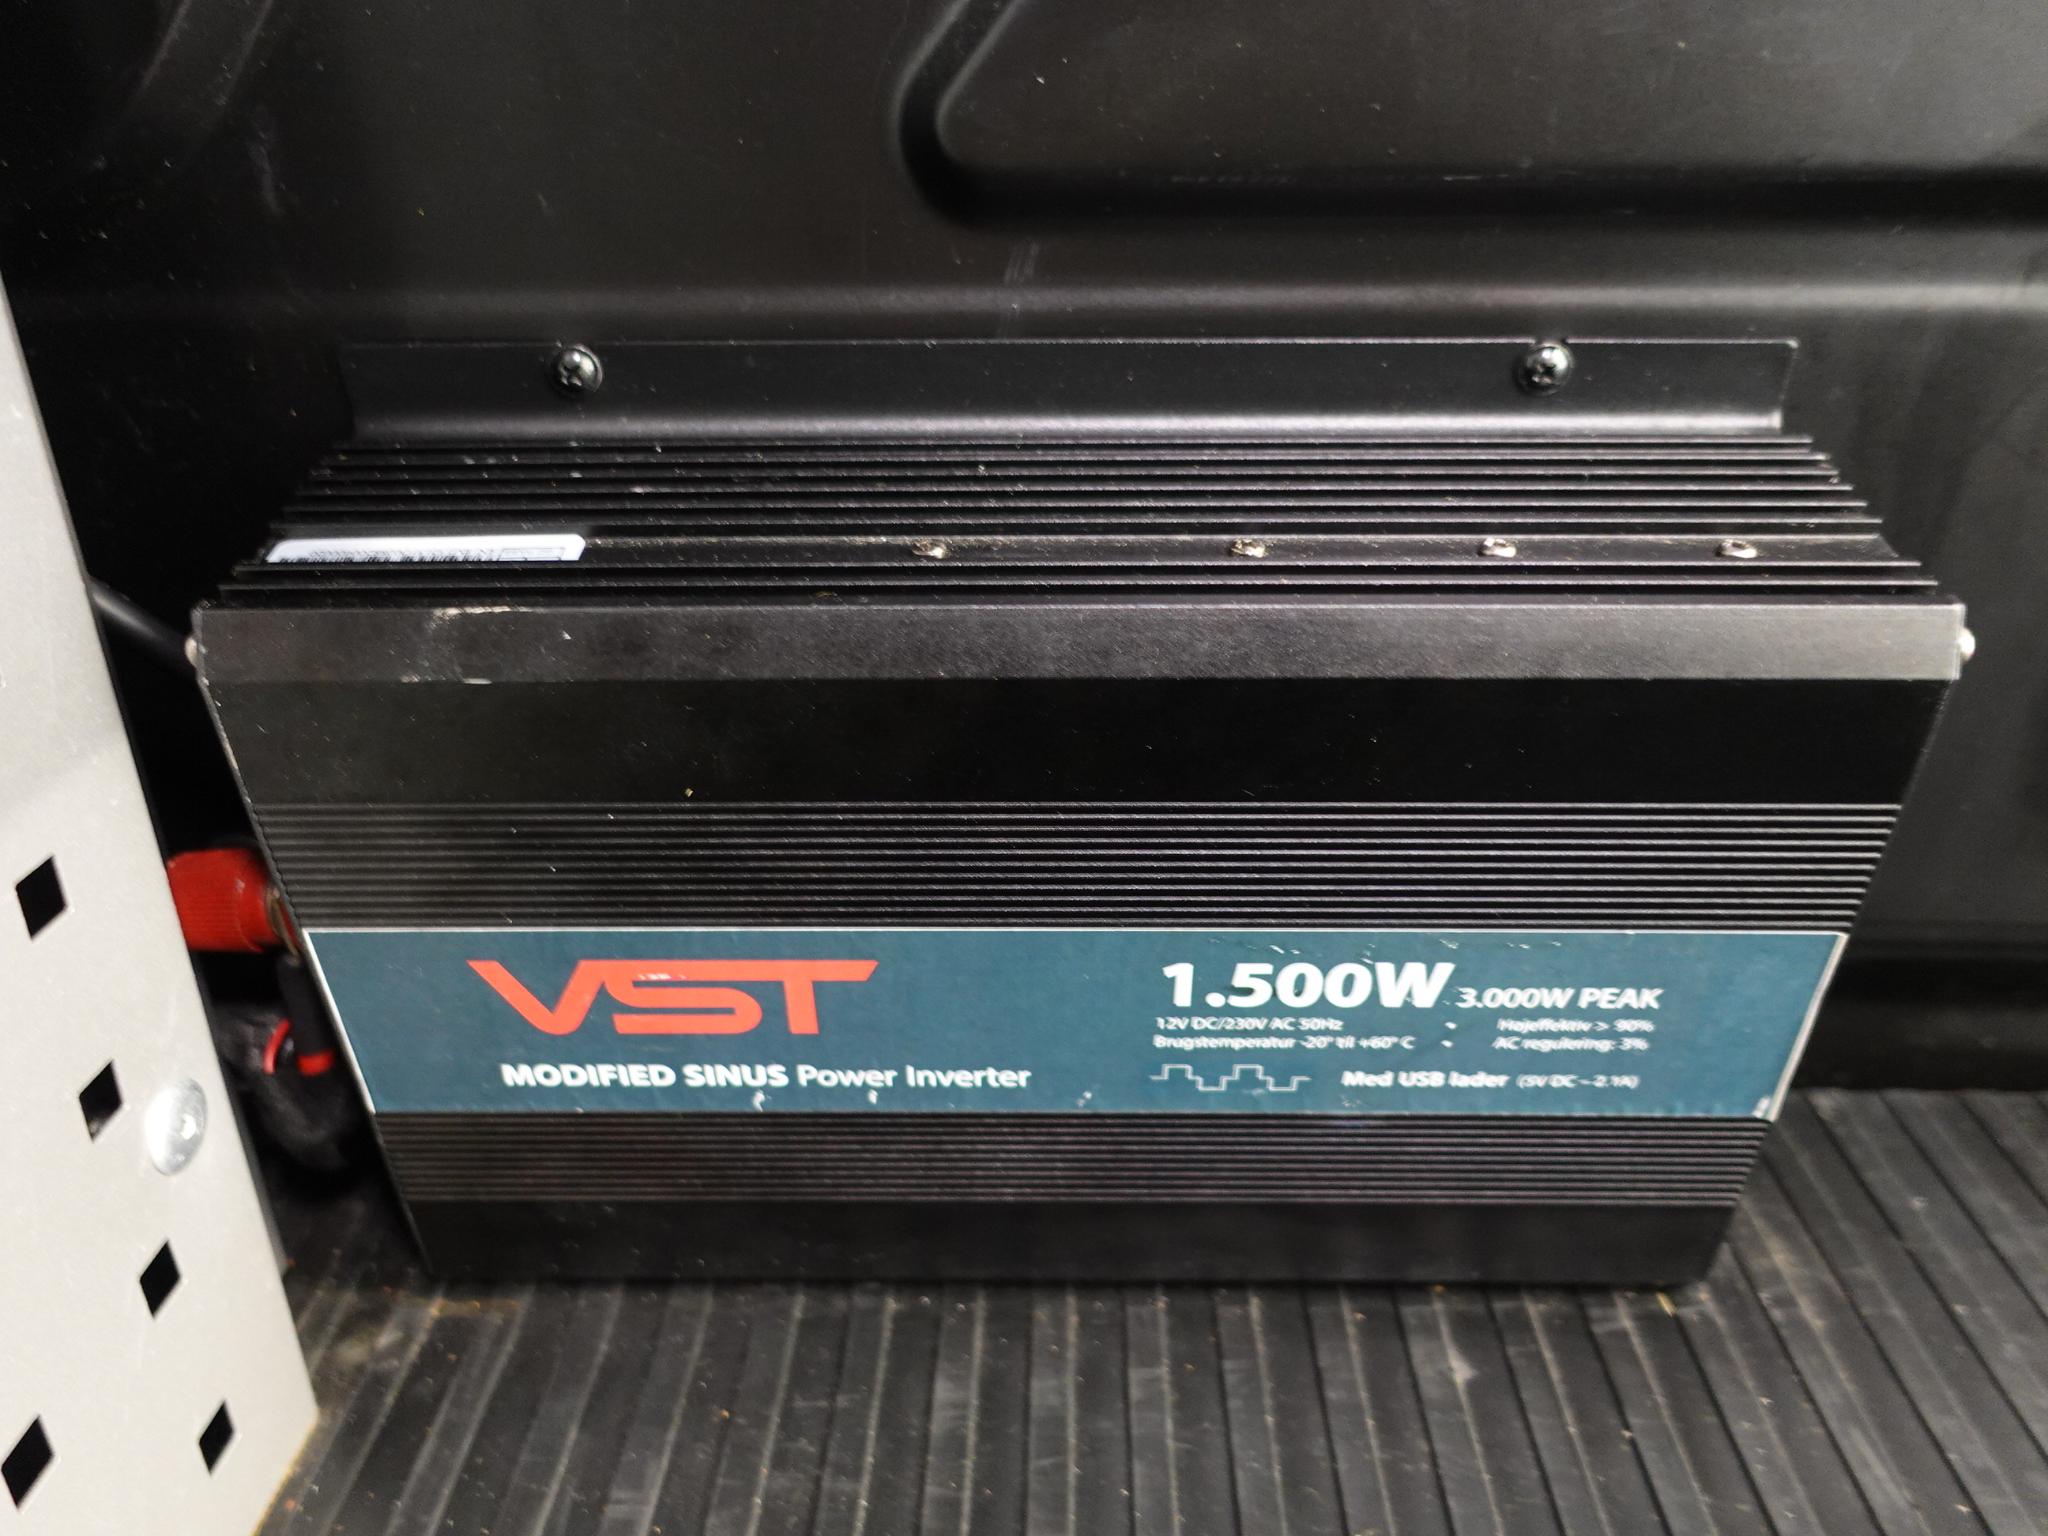 VST
MODIFIED SINUS Power Inverter
1.500W 3.000W PEAK
12V DC/230V AC 50Hz • Højeffektiv > 90%
Brugstemperatur -20° til +60° C • AC regulering: 3%
Med USB lader (5V DC - 2.1A)